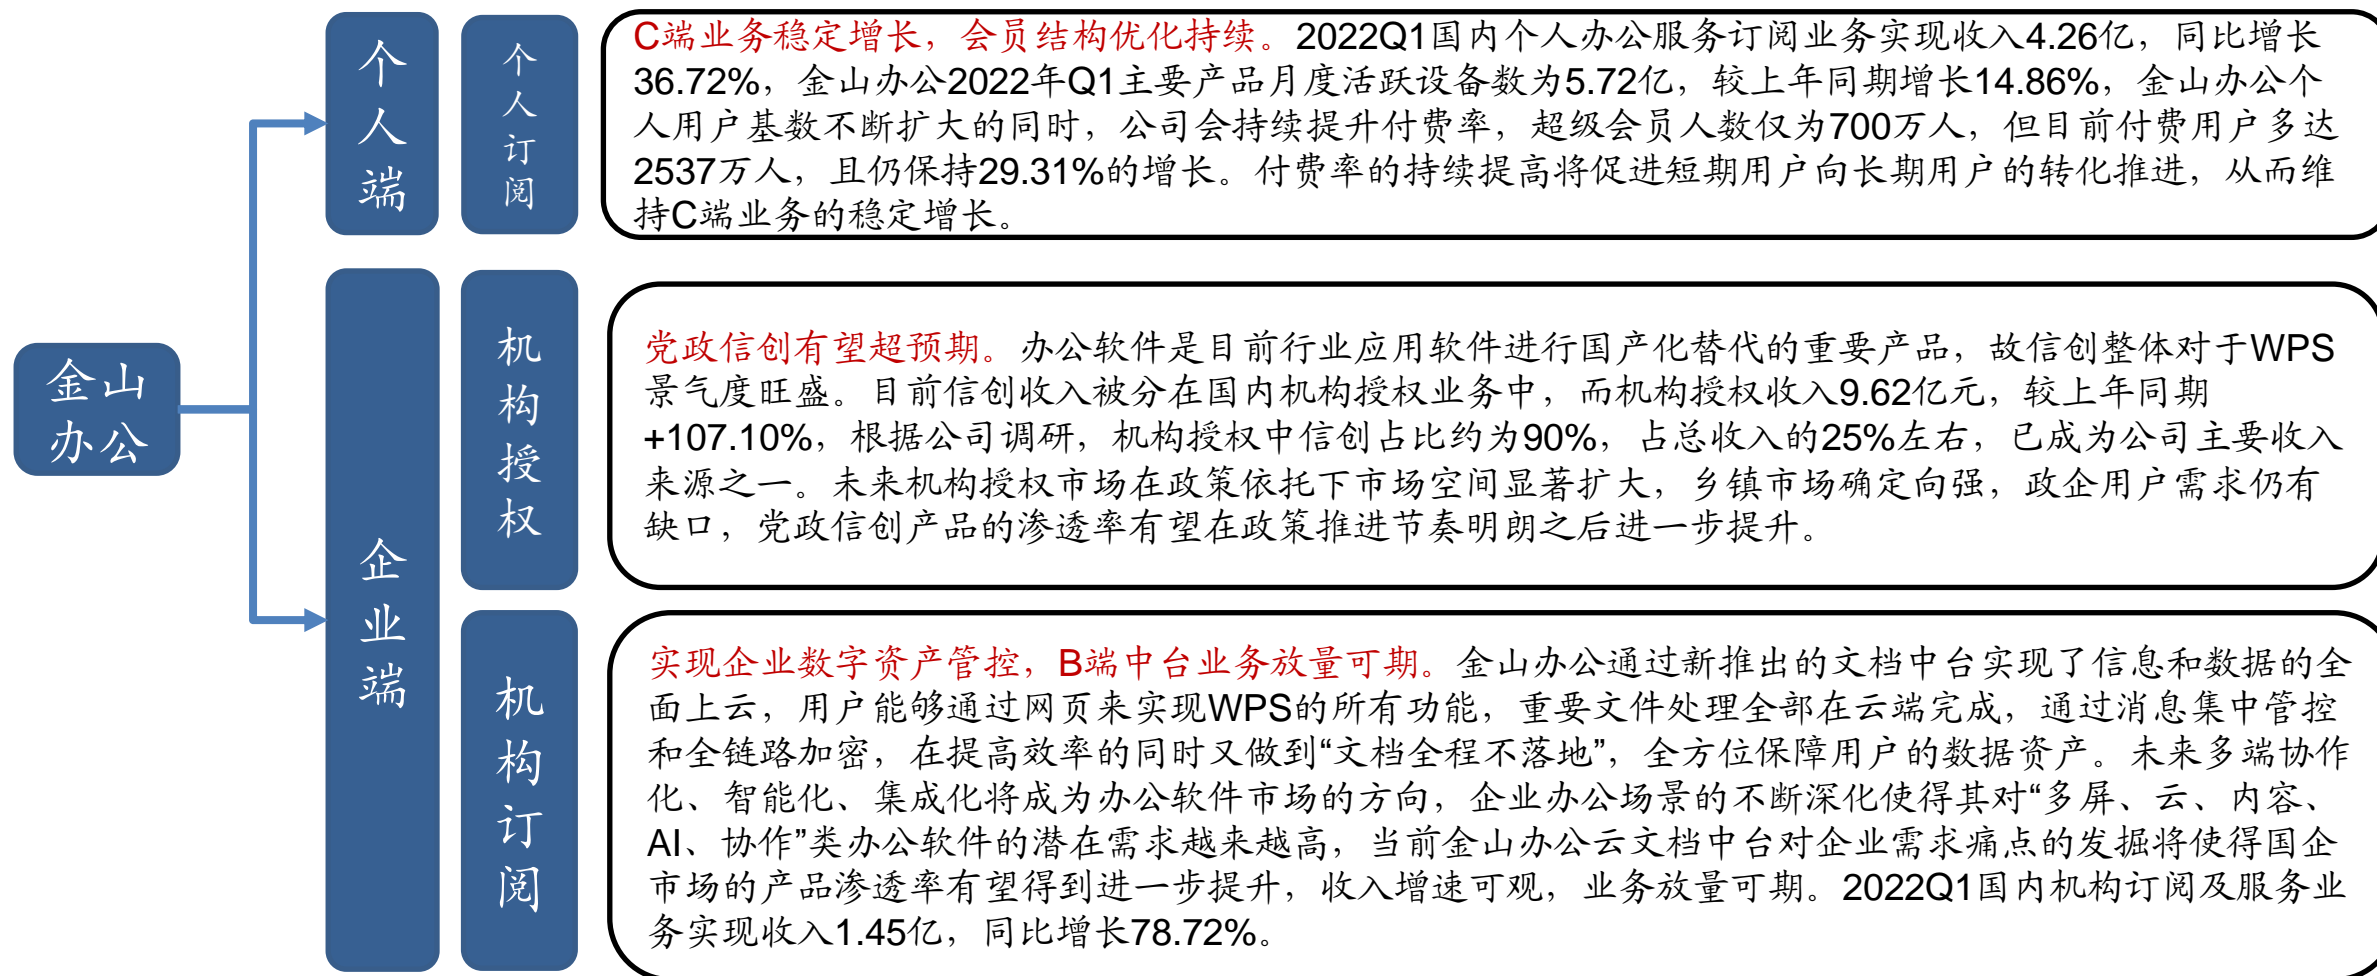 金山
办公
个人端
个人订阅
C端业务稳定增长，会员结构优化持续。2022Q1国内个人办公服务订阅业务实现收入4.26亿，同比增长
36.72%，金山办公2022年Q1主要产品月度活跃设备数为5.72亿，较上年同期增长14.86%，金山办公个
人用户基数不断扩大的同时，公司会持续提升付费率，超级会员人数仅为700万人，但目前付费用户多达
2537万人，且仍保持29.31%的增长。付费率的持续提高将促进短期用户向长期用户的转化推进，从而维
持C端业务的稳定增长。
企业端
机构授权
党政信创有望超预期。办公软件是目前行业应用软件进行国产化替代的重要产品，故信创整体对于WPS
景气度旺盛。目前信创收入被分在国内机构授权业务中，而机构授权收入9.62亿元，较上年同期
+107.10%，根据公司调研，机构授权中信创占比约为90%，占总收入的25%左右，已成为公司主要收入
来源之一。未来机构授权市场在政策依托下市场空间显著扩大，乡镇市场确定向强，政企用户需求仍有
缺口，党政信创产品的渗透率有望在政策推进节奏明朗之后进一步提升。
机构订阅
实现企业数字资产管控，B端中台业务放量可期。金山办公通过新推出的文档中台实现了信息和数据的全
面上云，用户能够通过网页来实现WPS的所有功能，重要文件处理全部在云端完成，通过消息集中管控
和全链路加密，在提高效率的同时又做到“文档全程不落地”，全方位保障用户的数据资产。未来多端协作
化、智能化、集成化将成为办公软件市场的方向，企业办公场景的不断深化使得其对“多屏、云、内容、
AI、协作”类办公软件的潜在需求越来越高，当前金山办公云文档中台对企业需求痛点的发掘将使得国企
市场的产品渗透率有望得到进一步提升，收入增速可观，业务放量可期。2022Q1国内机构订阅及服务业
务实现收入1.45亿，同比增长78.72%。